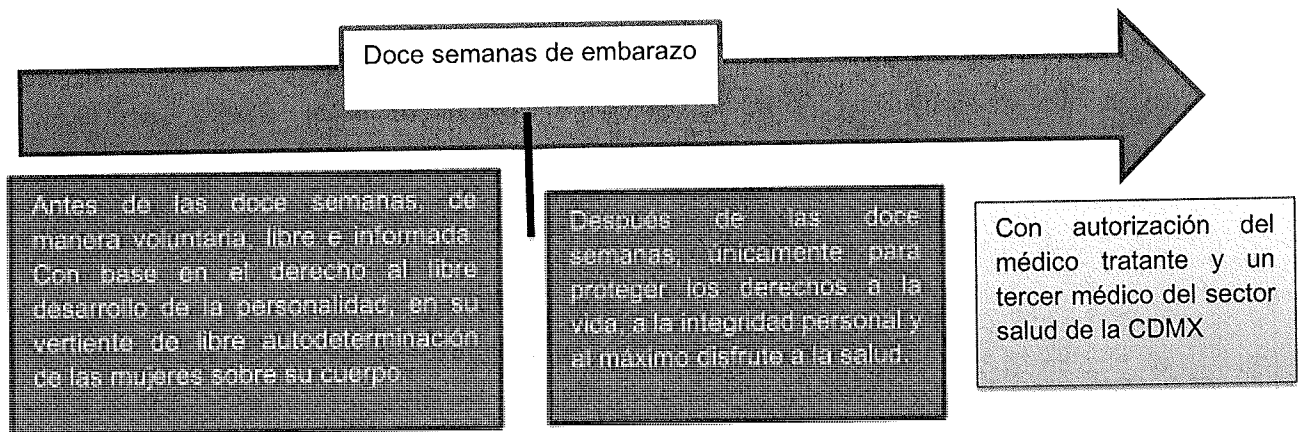 Doce semanas de embarazo
Antes de las doce semanas, de
manera voluntaria, libre e informada.
Con base en el derecho al libre
desarrollo de la personalidad, en su
vertiente de libre autodeterminación
de las mujeres sobre su cuerpo
Después de las doce
semanas, únicamente para
proteger los derechos a la
vida, a la integridad personal y
al máximo disfrute a la salud.
Con autorización del
médico tratante y un
tercer médico del sector
salud de la CDMX